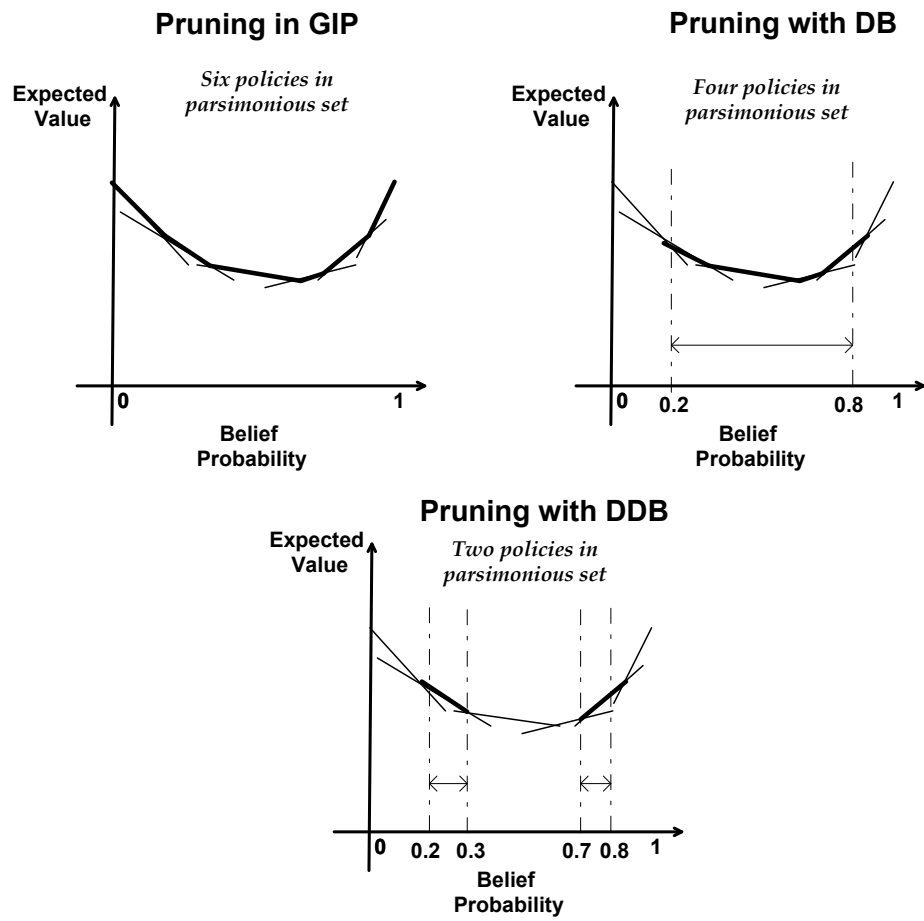 Pruning in GIP
Six policies in
parsimonious set
Expected
Value
0
1
Belief
Probability
Pruning with DB
Four policies in
parsimonious set
Expected
Value
0
0.2
0.8
1
Belief
Probability
Pruning with DDB
Two policies in
parsimonious set
Expected
Value
0
0.2
0.3
0.7
0.8
1
Belief
Probability